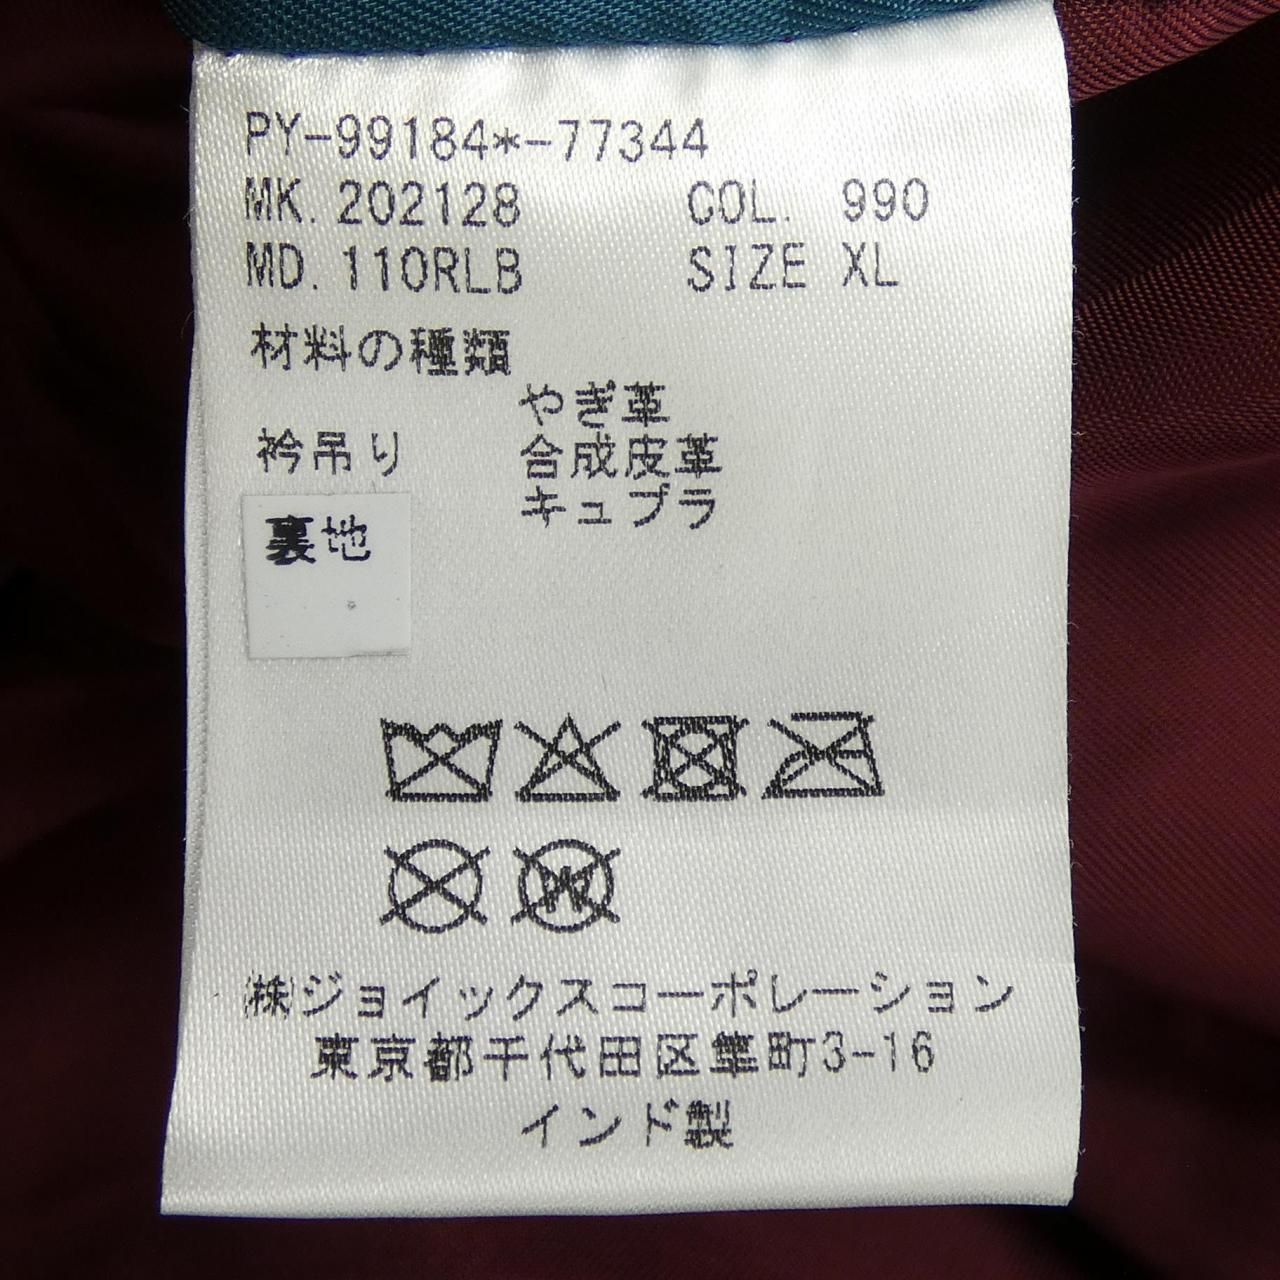 PY-99184*-77344
MK. 202128 COL. 990
MD. 110RLB SIZE XL
材料の種類
やぎ革
衿吊り 合成皮革
裏地 キュプラ
W
㈱ジョイックスコーポレーション
東京都千代田区隼町3-16
インド製